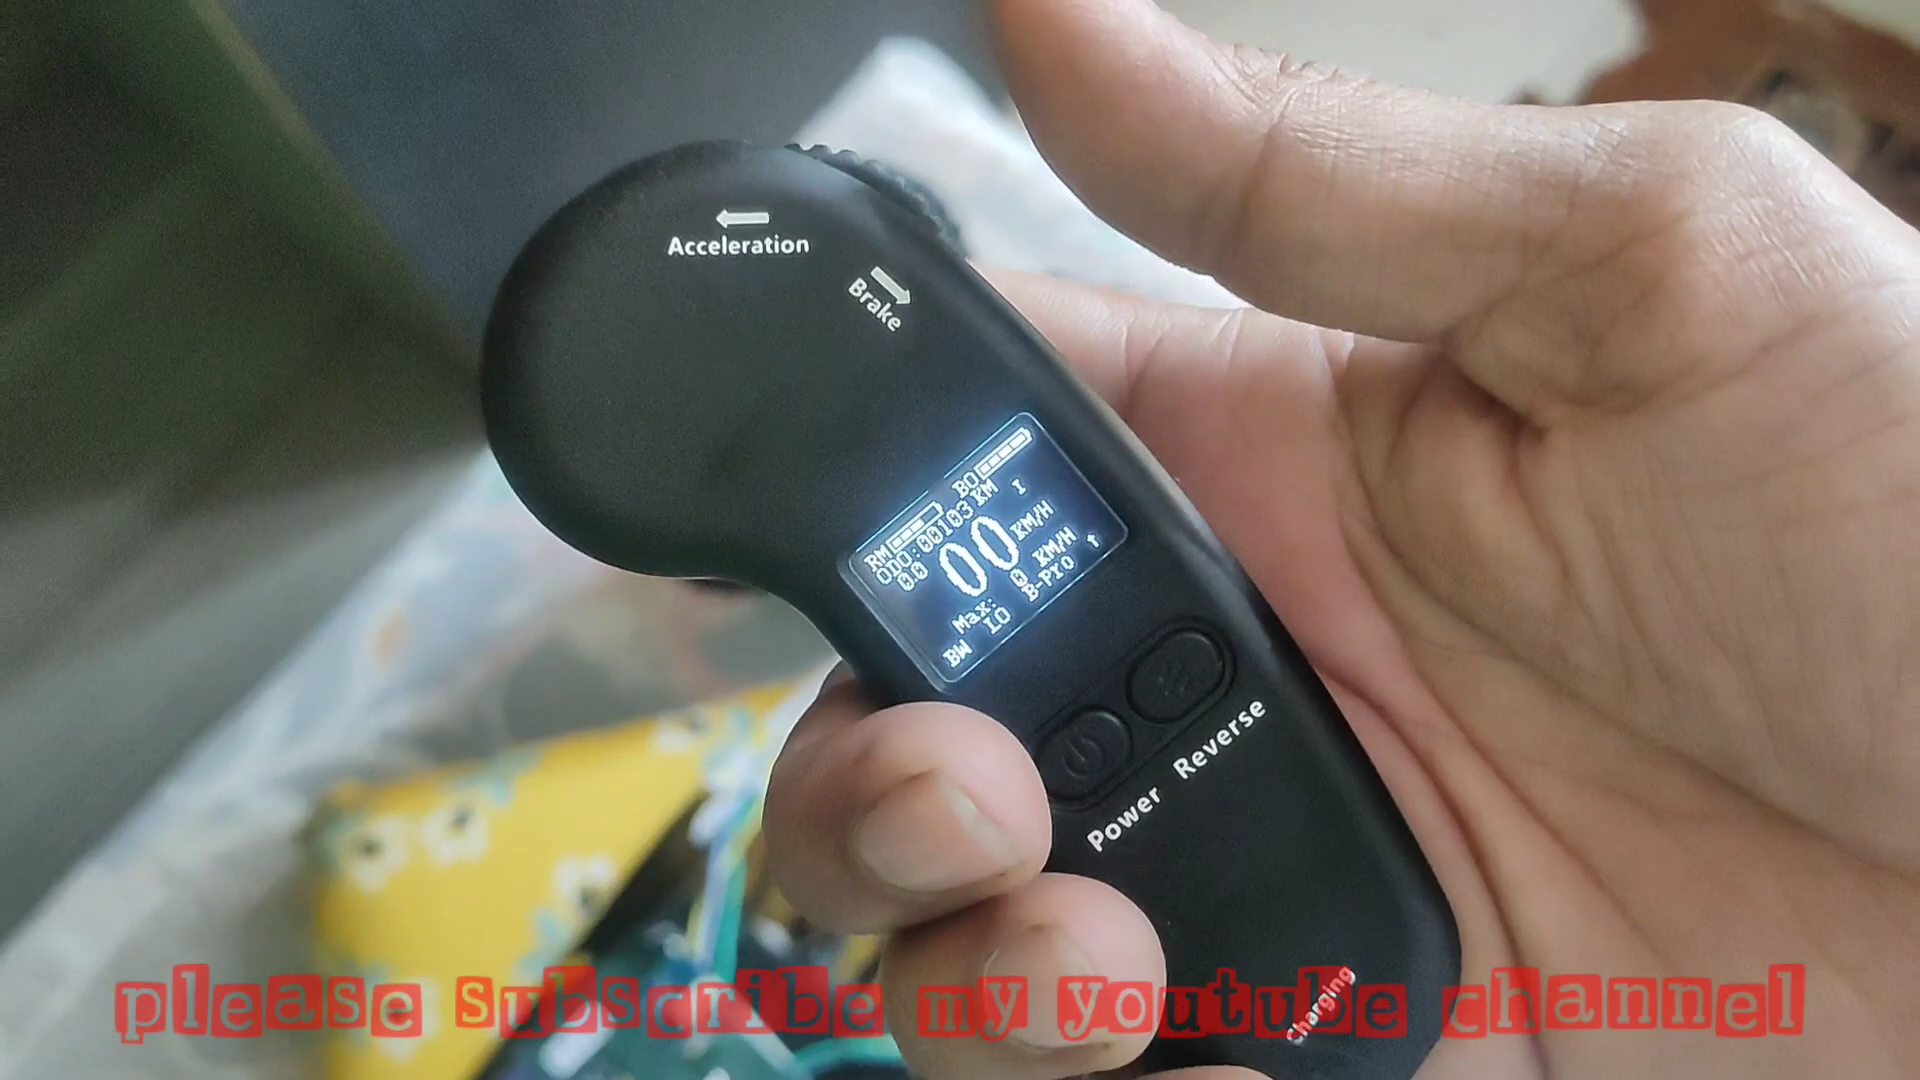 Acceleration
Brake
RM BO
ODO:00103 KM I
0.0 00 KM/H
Max: 0 KM/H
BW LO B-Pro ↑
Power Reverse
Charging
please subscribe my youtube channel